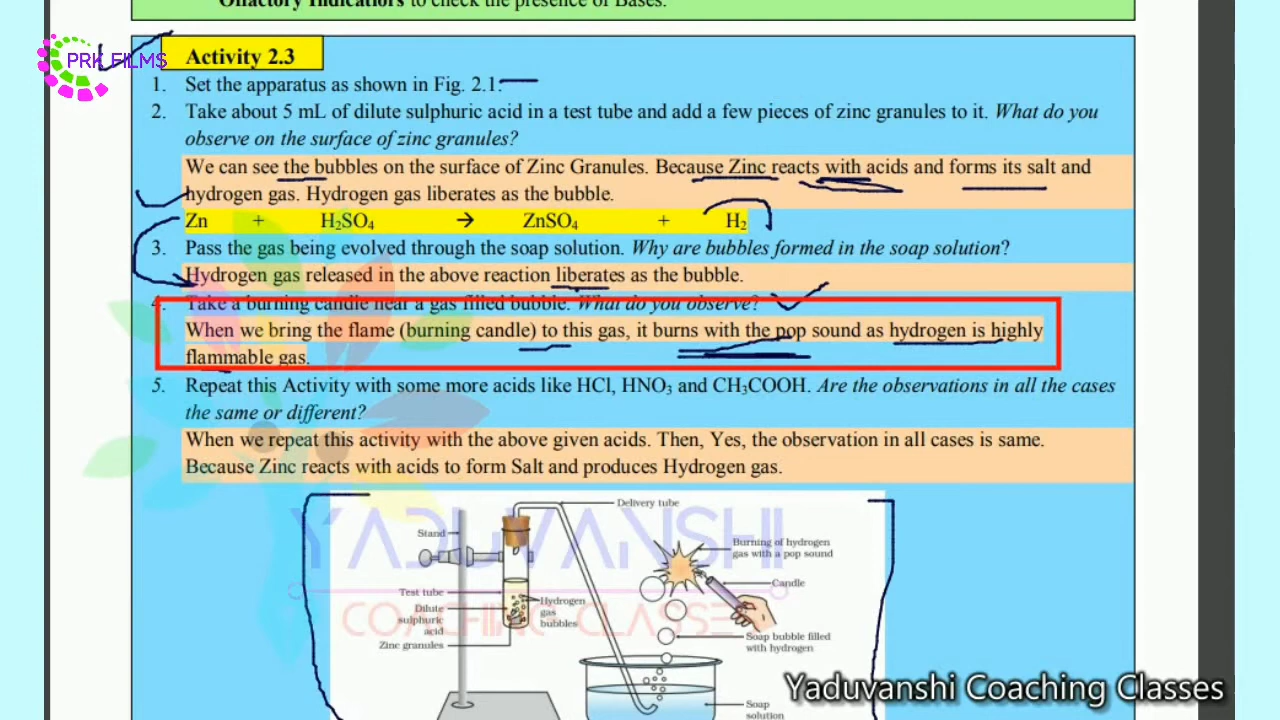 Olfactory Indicatiors to check the presence of Bases.
PRK FILMS
Activity 2.3
1. Set the apparatus as shown in Fig. 2.1.
2. Take about 5 mL of dilute sulphuric acid in a test tube and add a few pieces of zinc granules to it. What do you
observe on the surface of zinc granules?
We can see the bubbles on the surface of Zinc Granules. Because Zinc reacts with acids and forms its salt and
hydrogen gas. Hydrogen gas liberates as the bubble.
Zn + H₂SO₄ → ZnSO₄ + H₂
3. Pass the gas being evolved through the soap solution. Why are bubbles formed in the soap solution?
Hydrogen gas released in the above reaction liberates as the bubble.
4. Take a burning candle near a gas filled bubble. What do you observe?
When we bring the flame (burning candle) to this gas, it burns with the pop sound as hydrogen is highly
flammable gas.
5. Repeat this Activity with some more acids like HCl, HNO₃ and CH₃COOH. Are the observations in all the cases
the same or different?
When we repeat this activity with the above given acids. Then, Yes, the observation in all cases is same.
Because Zinc reacts with acids to form Salt and produces Hydrogen gas.
Delivery tube
YADUVANSHI
COACHING CLASSES
Stand
Burning of hydrogen
gas with a pop sound
Candle
Test tube
Hydrogen
gas
bubbles
Dilute
sulphuric
acid
Zinc granules
Soap bubble filled
with hydrogen
Soap
solution
Yaduvanshi Coaching Classes